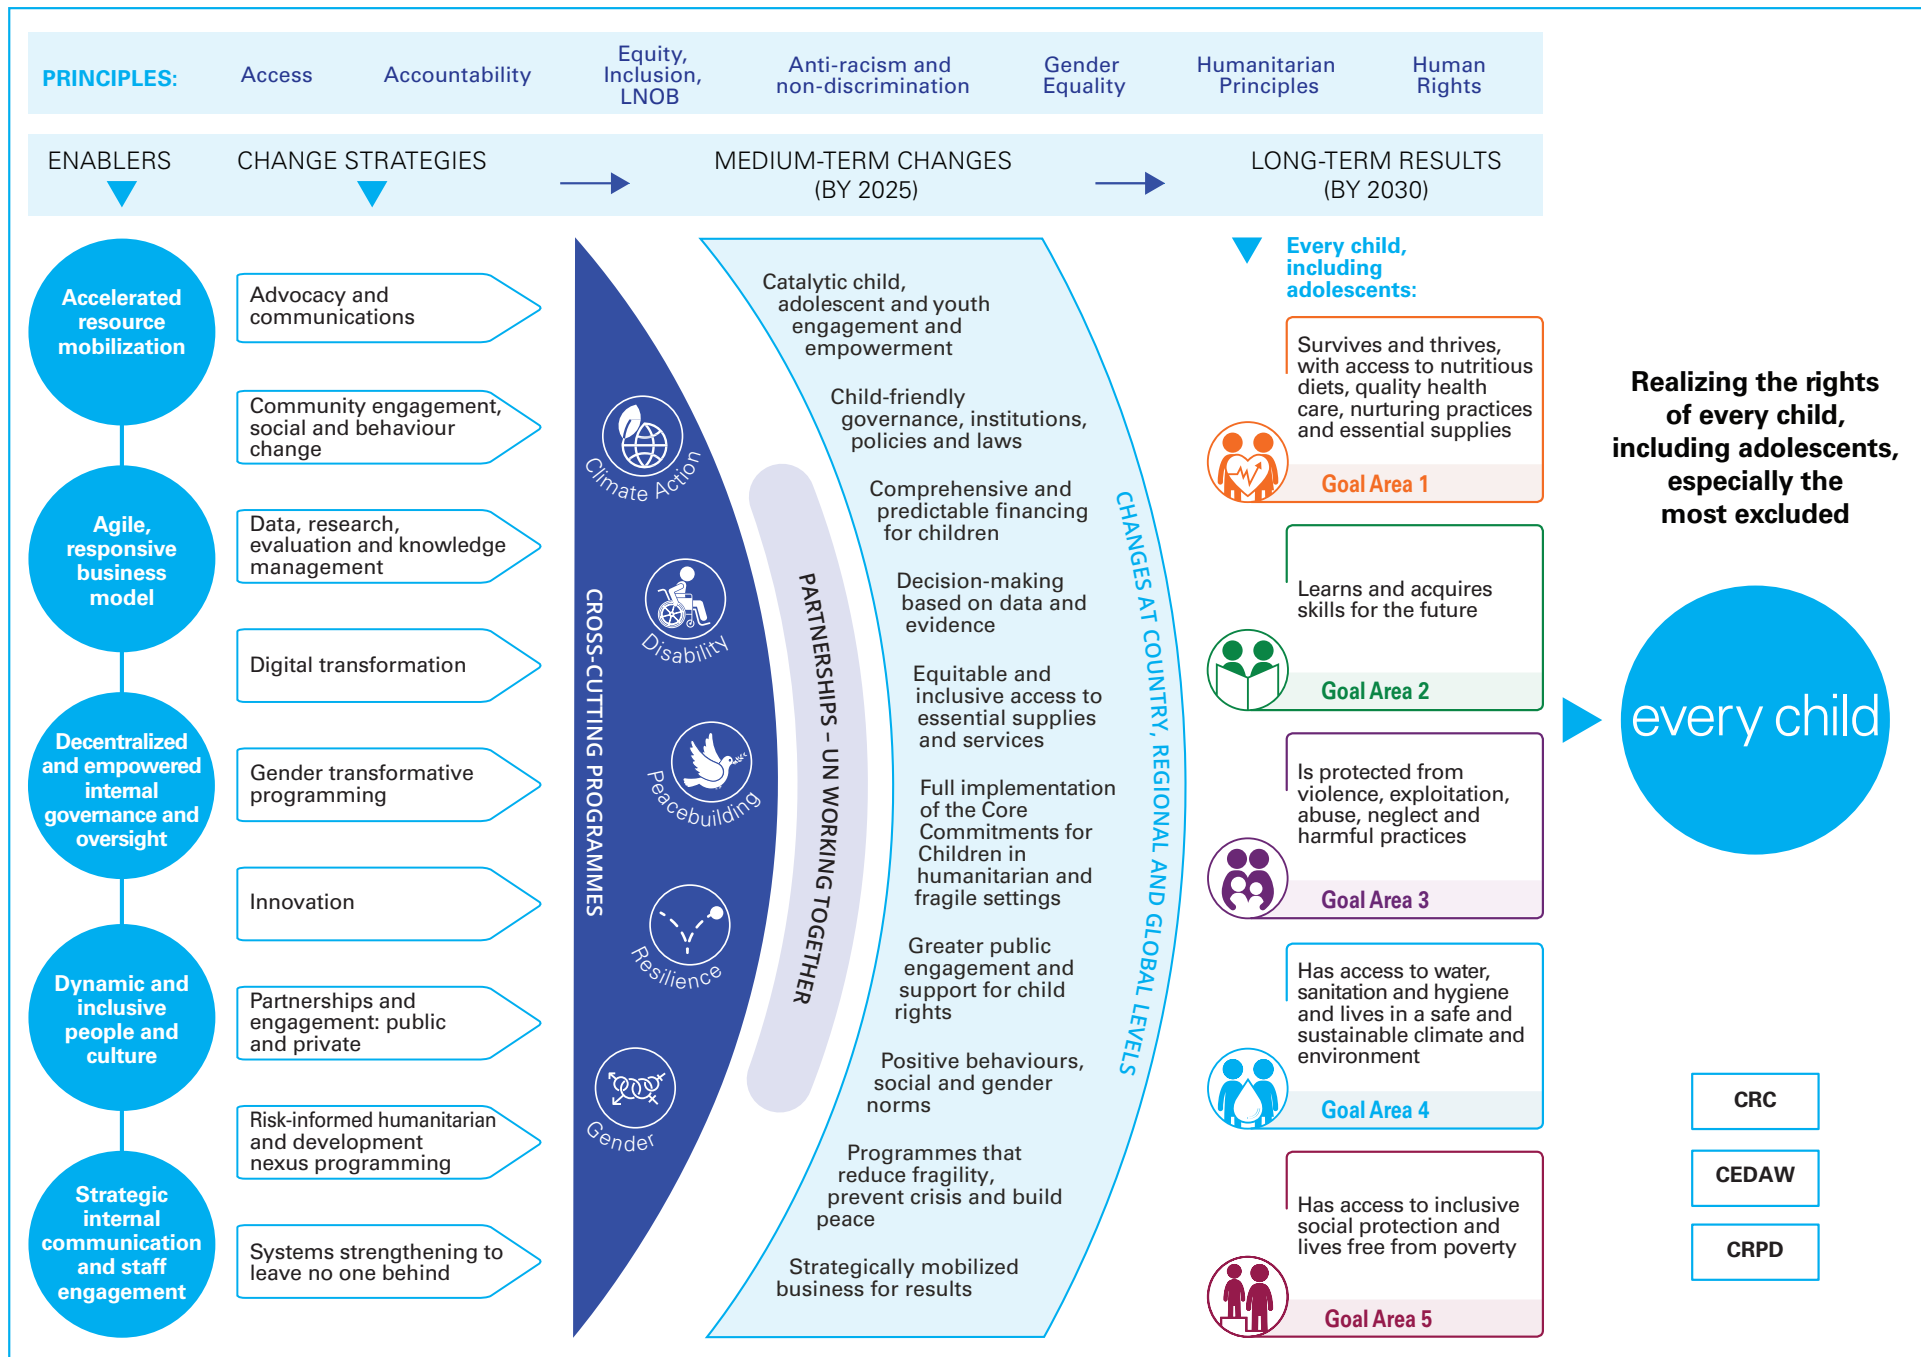 PRINCIPLES:
Access
Accountability
Equity,
Inclusion,
LNOB
Anti-racism and
non-discrimination
Gender
Equality
Humanitarian
Principles
Human
Rights
ENABLERS
CHANGE STRATEGIES
MEDIUM-TERM CHANGES
(BY 2025)
LONG-TERM RESULTS
(BY 2030)
Accelerated
resource
mobilization
Agile,
responsive
business
model
Decentralized
and empowered
internal
governance and
oversight
Dynamic and
inclusive
people and
culture
Strategic
internal
communication
and staff
engagement
Advocacy and
communications
Community engagement,
social and behaviour
change
Data, research,
evaluation and knowledge
management
Digital transformation
Gender transformative
programming
Innovation
Partnerships and
engagement: public
and private
Risk-informed humanitarian
and development
nexus programming
Systems strengthening to
leave no one behind
CROSS-CUTTING PROGRAMMES
Climate Action
Disability
Peacebuilding
Resilience
Gender
PARTNERSHIPS – UN WORKING TOGETHER
Catalytic child,
adolescent and youth
engagement and
empowerment
Child-friendly
governance, institutions,
policies and laws
Comprehensive and
predictable financing
for children
Decision-making
based on data and
evidence
Equitable and
inclusive access to
essential supplies
and services
Full implementation
of the Core
Commitments for
Children in
humanitarian and
fragile settings
Greater public
engagement and
support for child
rights
Positive behaviours,
social and gender
norms
Programmes that
reduce fragility,
prevent crisis and build
peace
Strategically mobilized
business for results
CHANGES AT COUNTRY, REGIONAL AND GLOBAL LEVELS
Every child,
including
adolescents:
Survives and thrives,
with access to nutritious
diets, quality health
care, nurturing practices
and essential supplies
Goal Area 1
Learns and acquires
skills for the future
Goal Area 2
Is protected from
violence, exploitation,
abuse, neglect and
harmful practices
Goal Area 3
Has access to water,
sanitation and hygiene
and lives in a safe and
sustainable climate and
environment
Goal Area 4
Has access to inclusive
social protection and
lives free from poverty
Goal Area 5
Realizing the rights
of every child,
including adolescents,
especially the
most excluded
every child
CRC
CEDAW
CRPD